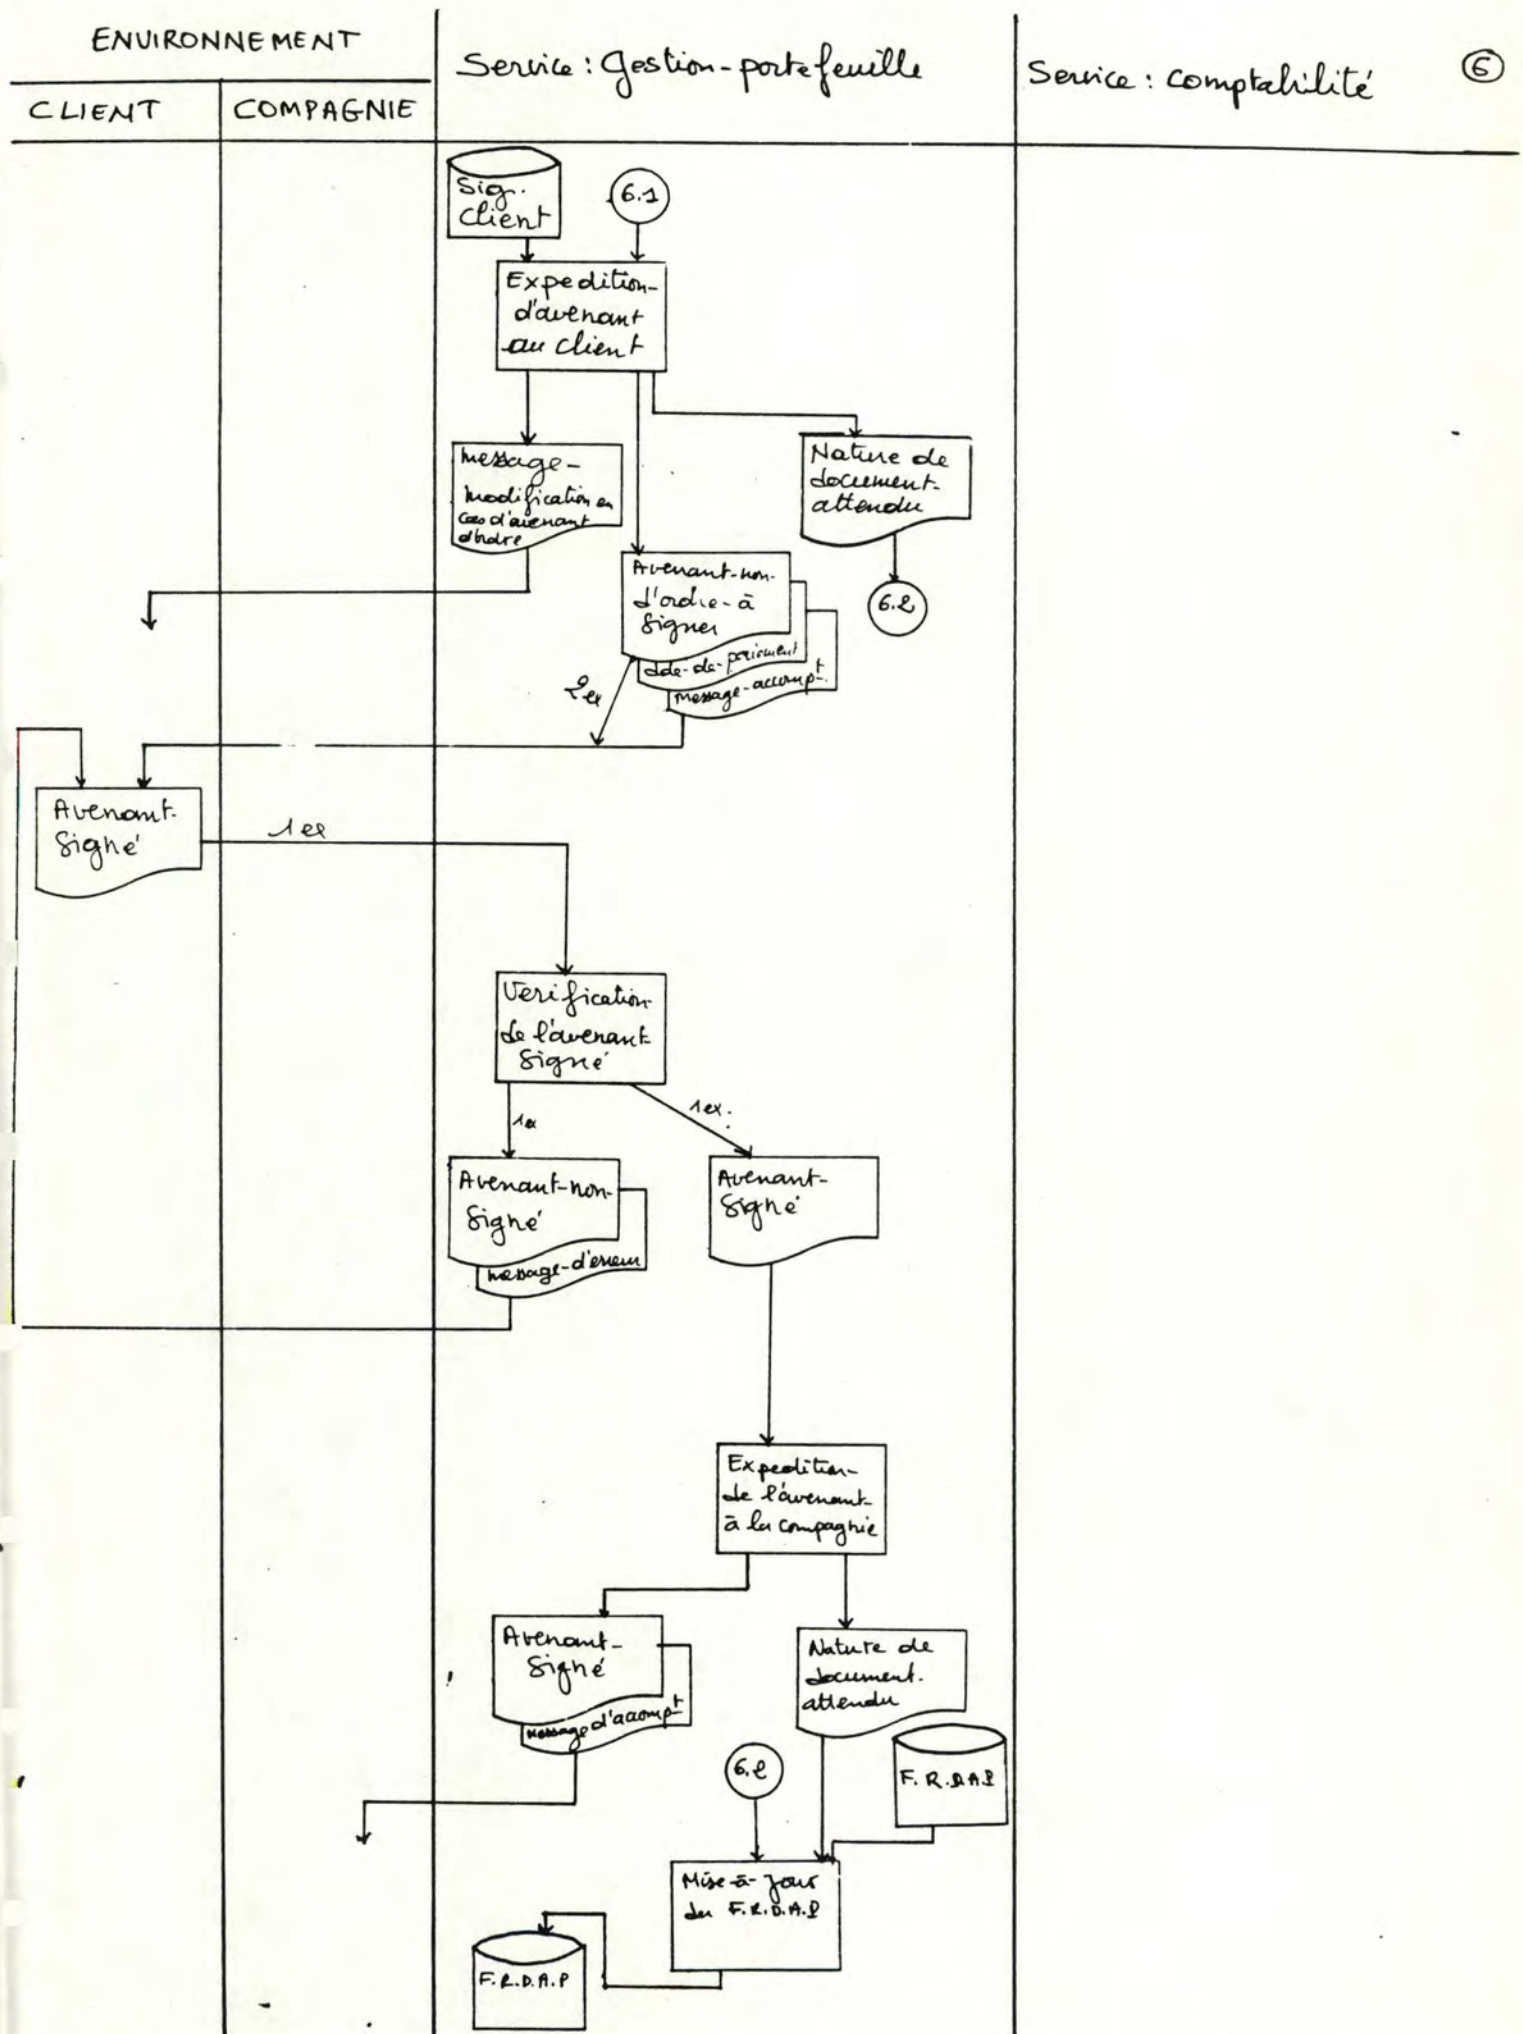 ENVIRONNEMENT
Service : Gestion-portefeuille
Service : comptabilité
6
CLIENT
COMPAGNIE
Sig.
Client
6.1
Expedition-
d'avenant
au client
message-
modification en
cas d'avenant
d'ordre
Nature de
document-
attendu
Avenant-non-
d'ordre-à
signer
dde-de-paiement
message-accompt.
6.2
2ex
Avenant-
Signé
1ex
Verification-
de l'avenant-
Signé
1ex
1ex.
Avenant-non-
Signé
message-d'erreur
Avenant-
Signé
Expedition-
de l'avenant-
à la compagnie
Avenant-
Signé
message d'accompt
Nature de
document-
attendu
6.2
F.R.D.A.P
Mise-à-jour
du F.R.D.A.P
F.R.D.A.P